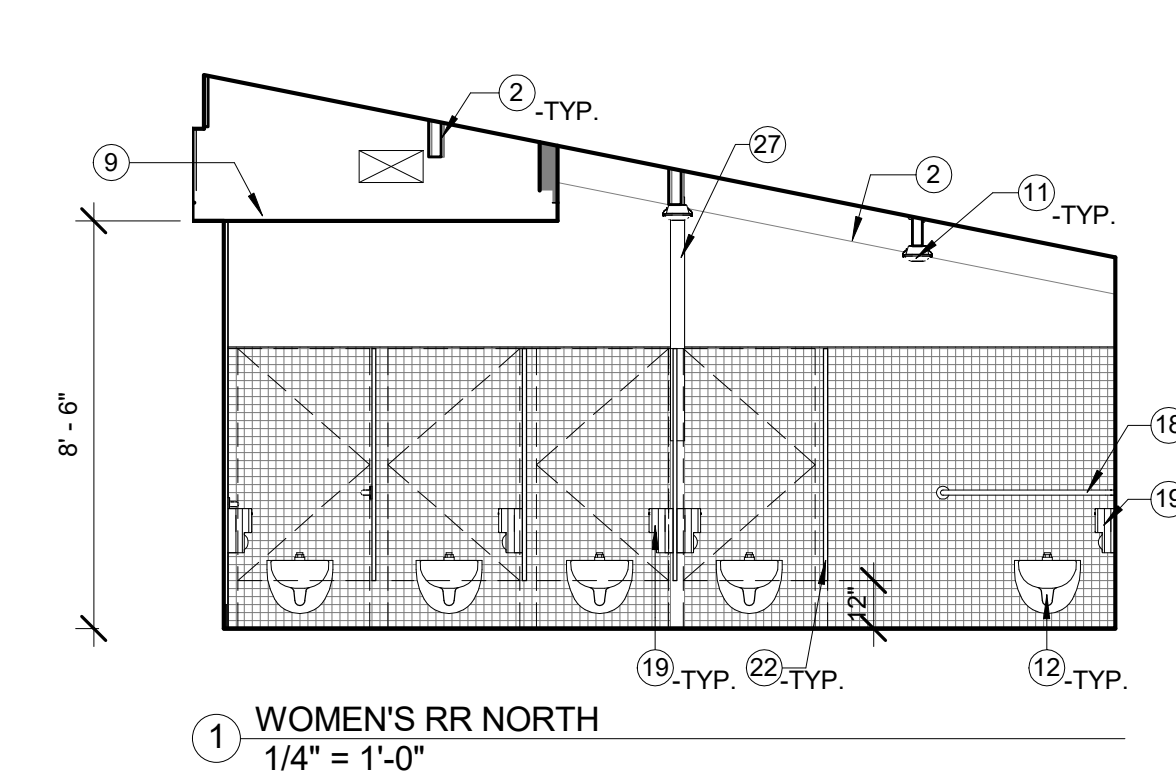 2 -TYP.
27
9
2
11 -TYP.
8' - 6"
18
19
12"
19 -TYP.
22 -TYP.
12 -TYP.
1 WOMEN'S RR NORTH
1/4" = 1'-0"